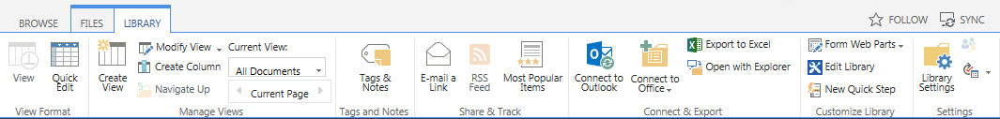 BROWSE FILES LIBRARY FOLLOW SYNC
View
Quick Edit
View Format
Create View
Modify View
Create Column
Navigate Up
Current View:
All Documents
Current Page
Manage Views
Tags & Notes
Tags and Notes
E-mail a Link
RSS Feed
Most Popular Items
Share & Track
Connect to Outlook
Connect to Office
Export to Excel
Open with Explorer
Connect & Export
Form Web Parts
Edit Library
New Quick Step
Customize Library
Library Settings
Settings